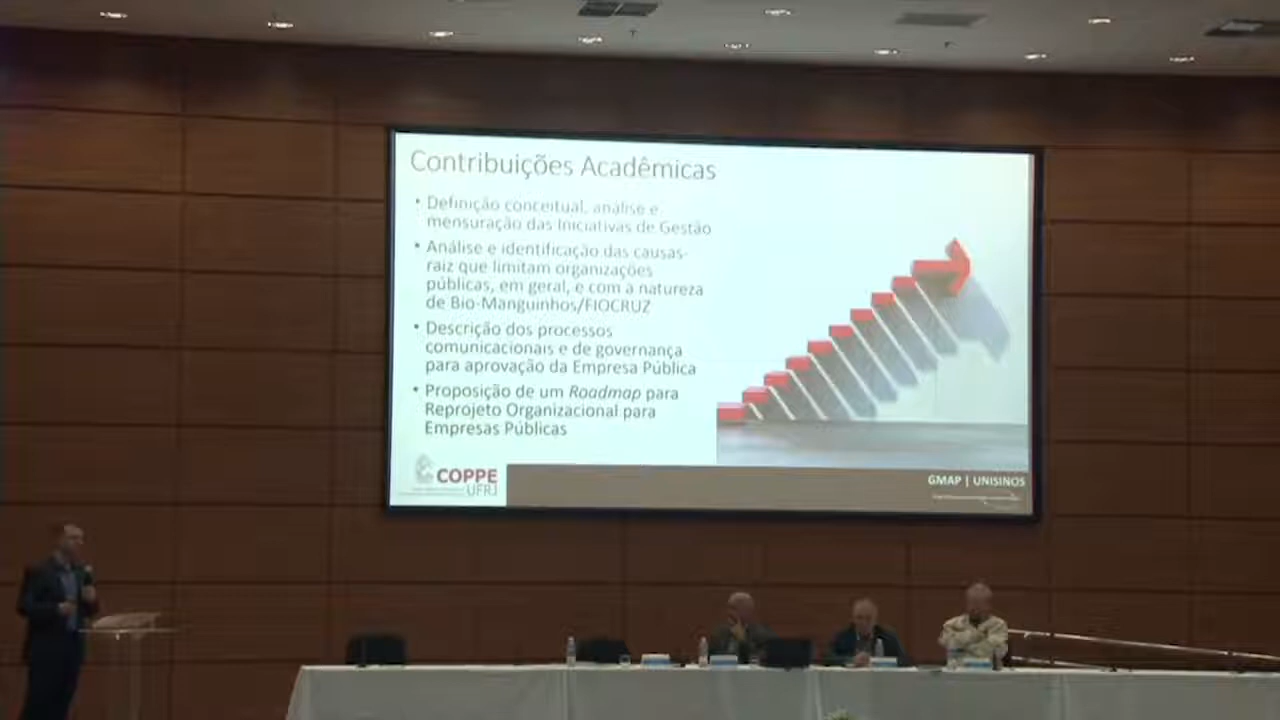 Contribuições Acadêmicas
• Definição conceitual, análise e
mensuração das Iniciativas de Gestão
• Análise e identificação das causas-
raiz que limitam organizações
públicas, em geral, e com a natureza
de Bio-Manguinhos/FIOCRUZ
• Descrição dos processos
comunicacionais e de governança
para aprovação da Empresa Pública
• Proposição de um Roadmap para
Reprojeto Organizacional para
Empresas Públicas
COPPE
UFRJ
GMAP | UNISINOS